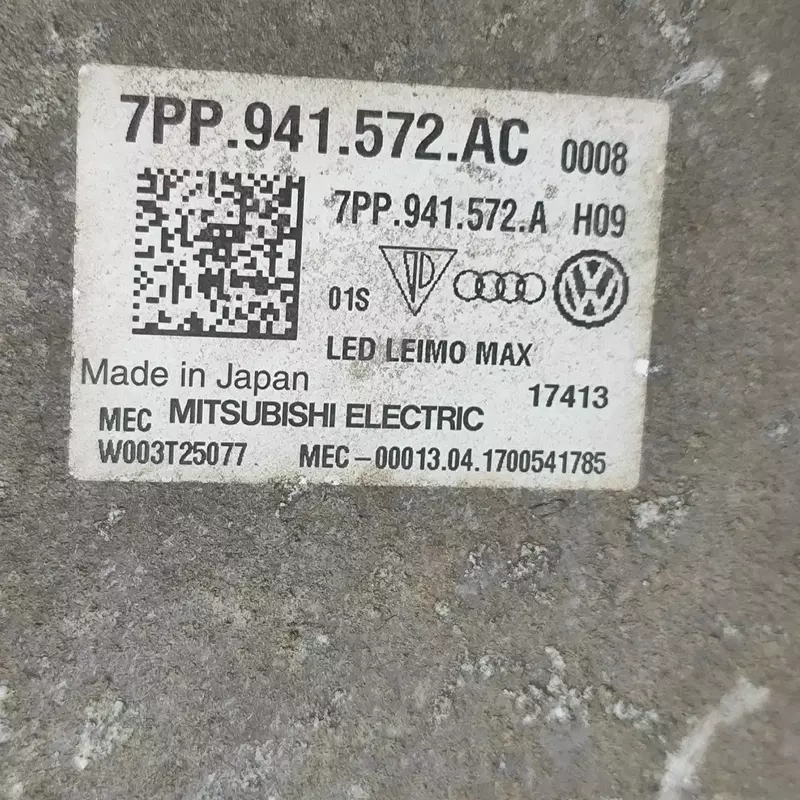 7PP.941.572.AC 0008
7PP.941.572.A H09
01S
LED LEIMO MAX
Made in Japan 17413
MEC MITSUBISHI ELECTRIC
W003T25077 MEC-00013.04.1700541785